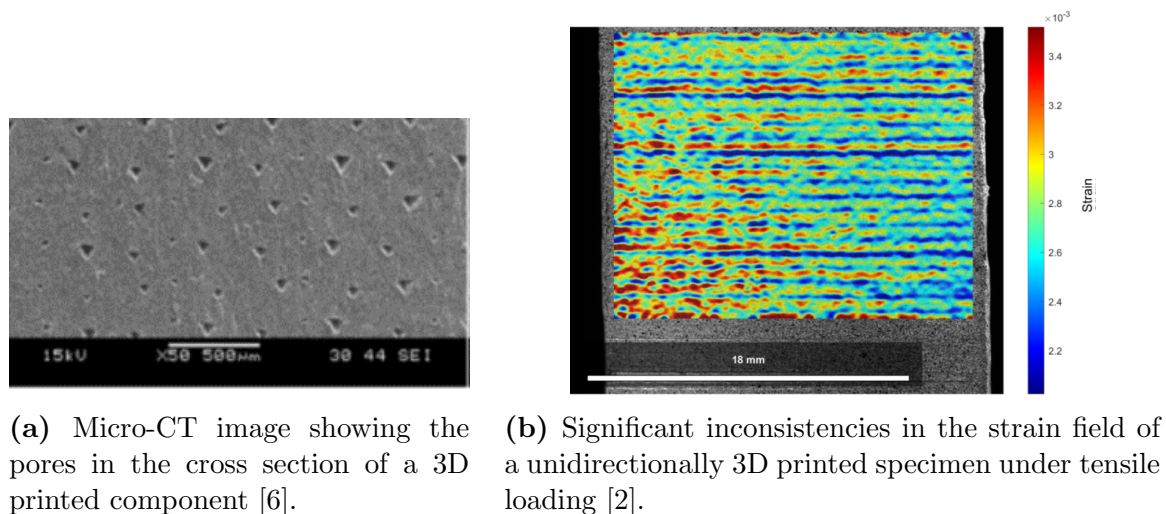 15kV X50 500µm 30 44 SEI
×10⁻³
3.4
3.2
3
2.8
2.6
2.4
2.2
Strain
18 mm
(a) Micro-CT image showing the
pores in the cross section of a 3D
printed component [6].
(b) Significant inconsistencies in the strain field of
a unidirectionally 3D printed specimen under tensile
loading [2].